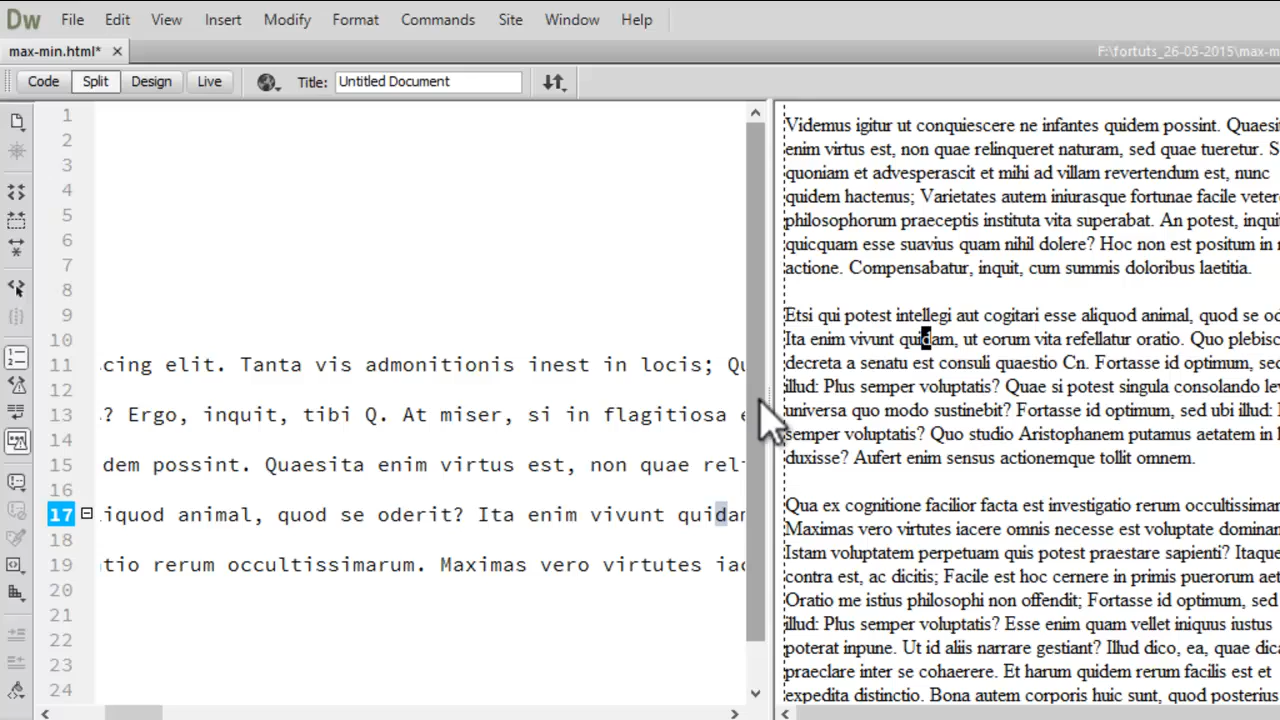 Dw File Edit View Insert Modify Format Commands Site Window Help
max-min.html* × F:\fortuts_26-05-2015\max-m
Code Split Design Live Title: Untitled Document
1
2
3
4
5
6
7
8
9
10
11 cing elit. Tanta vis admonitionis inest in locis; Qu
12
13 ? Ergo, inquit, tibi Q. At miser, si in flagitiosa e
14
15 dem possint. Quaesita enim virtus est, non quae reli
16
17 iquod animal, quod se oderit? Ita enim vivunt quidam
18
19 tio rerum occultissimarum. Maximas vero virtutes iac
20
21
22
23
24
Videmus igitur ut conquiescere ne infantes quidem possint. Quaesi
enim virtus est, non quae relinqueret naturam, sed quae tueretur. S
quoniam et advesperascit et mihi ad villam revertendum est, nunc
quidem hactenus; Varietates autem iniurasque fortunae facile veter
philosophorum praeceptis instituta vita superabat. An potest, inquit
quicquam esse suavius quam nihil dolere? Hoc non est positum in n
actione. Compensabatur, inquit, cum summis doloribus laetitia.
Etsi qui potest intellegi aut cogitari esse aliquod animal, quod se od
Ita enim vivunt quidam, ut eorum vita refellatur oratio. Quo plebisc
decreta a senatu est consuli quaestio Cn. Fortasse id optimum, sed
illud: Plus semper voluptatis? Quae si potest singula consolando lev
universa quo modo sustinebit? Fortasse id optimum, sed ubi illud: 
semper voluptatis? Quo studio Aristophanem putamus aetatem in l
duxisse? Aufert enim sensus actionemque tollit omnem.
Qua ex cognitione facilior facta est investigatio rerum occultissimar
Maximas vero virtutes iacere omnis necesse est voluptate dominan
Istam voluptatem perpetuam quis potest praestare sapienti? Itaque
contra est, ac dicitis; Facile est hoc cernere in primis puerorum aet
Oratio me istius philosophi non offendit; Fortasse id optimum, sed
illud: Plus semper voluptatis? Esse enim quam vellet iniquus iustus
poterat inpune. Ut id aliis narrare gestiant? Illud dico, ea, quae dica
praeclare inter se cohaerere. Et harum quidem rerum facilis est et
expedita distinctio. Bona autem corporis huic sunt, quod posterius